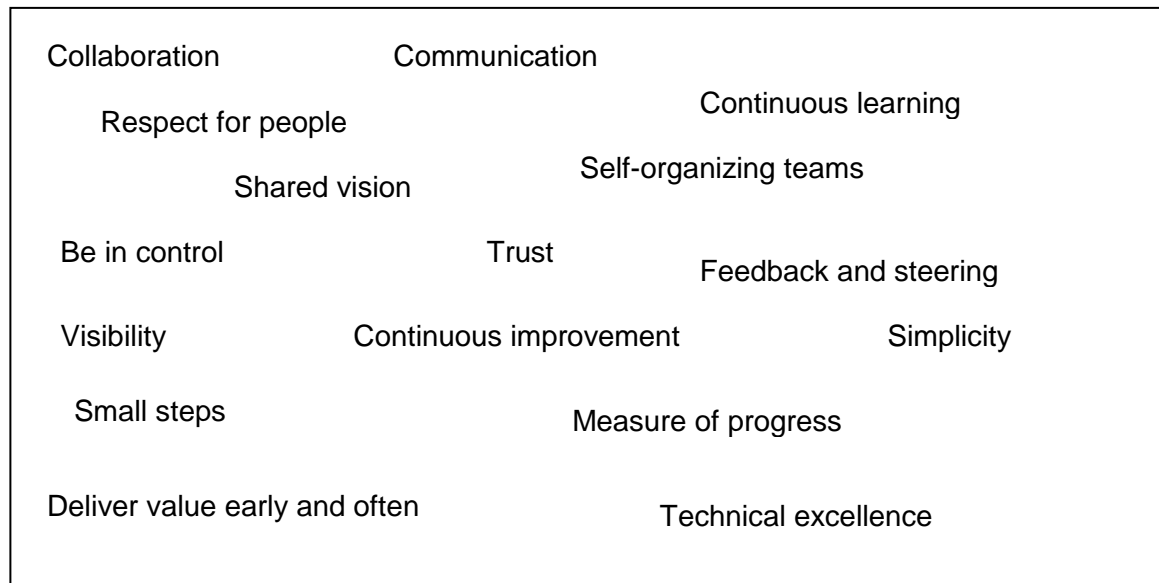 Collaboration
Communication
Continuous learning
Respect for people
Self-organizing teams
Shared vision
Be in control
Trust
Feedback and steering
Visibility
Continuous improvement
Simplicity
Small steps
Measure of progress
Deliver value early and often
Technical excellence